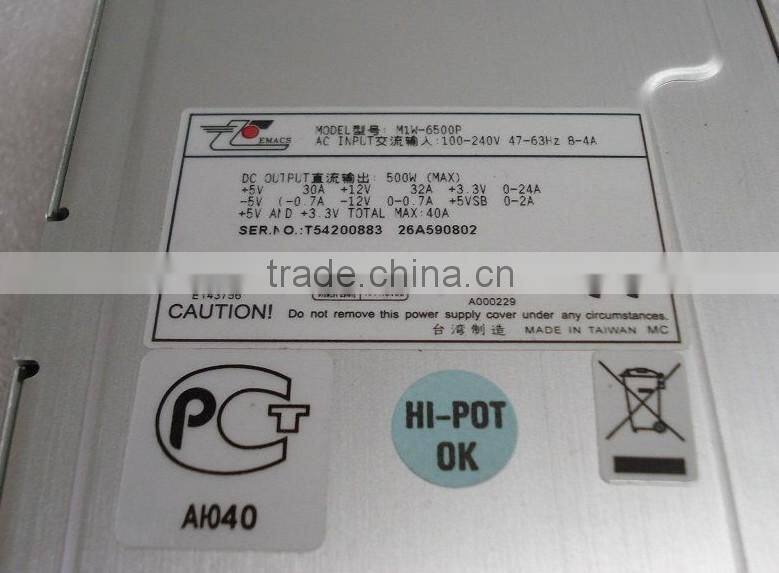 EMACS
MODEL型号: M1W-6500P
AC INPUT交流输入:100-240V 47-63Hz 8-4A
DC OUTPUT直流输出: 500W (MAX)
+5V 30A +12V 32A +3.3V 0-24A
-5V (-0.7A -12V 0-0.7A +5VSB 0-2A
+5V AND +3.3V TOTAL MAX:40A
SER.NO.:T54200883 26A590802
trade.china.cn
E143756
A000229
CAUTION! Do not remove this power supply cover under any circumstances.
台湾制造 MADE IN TAIWAN MC
РСТ
АЮ40
HI-POT
OK